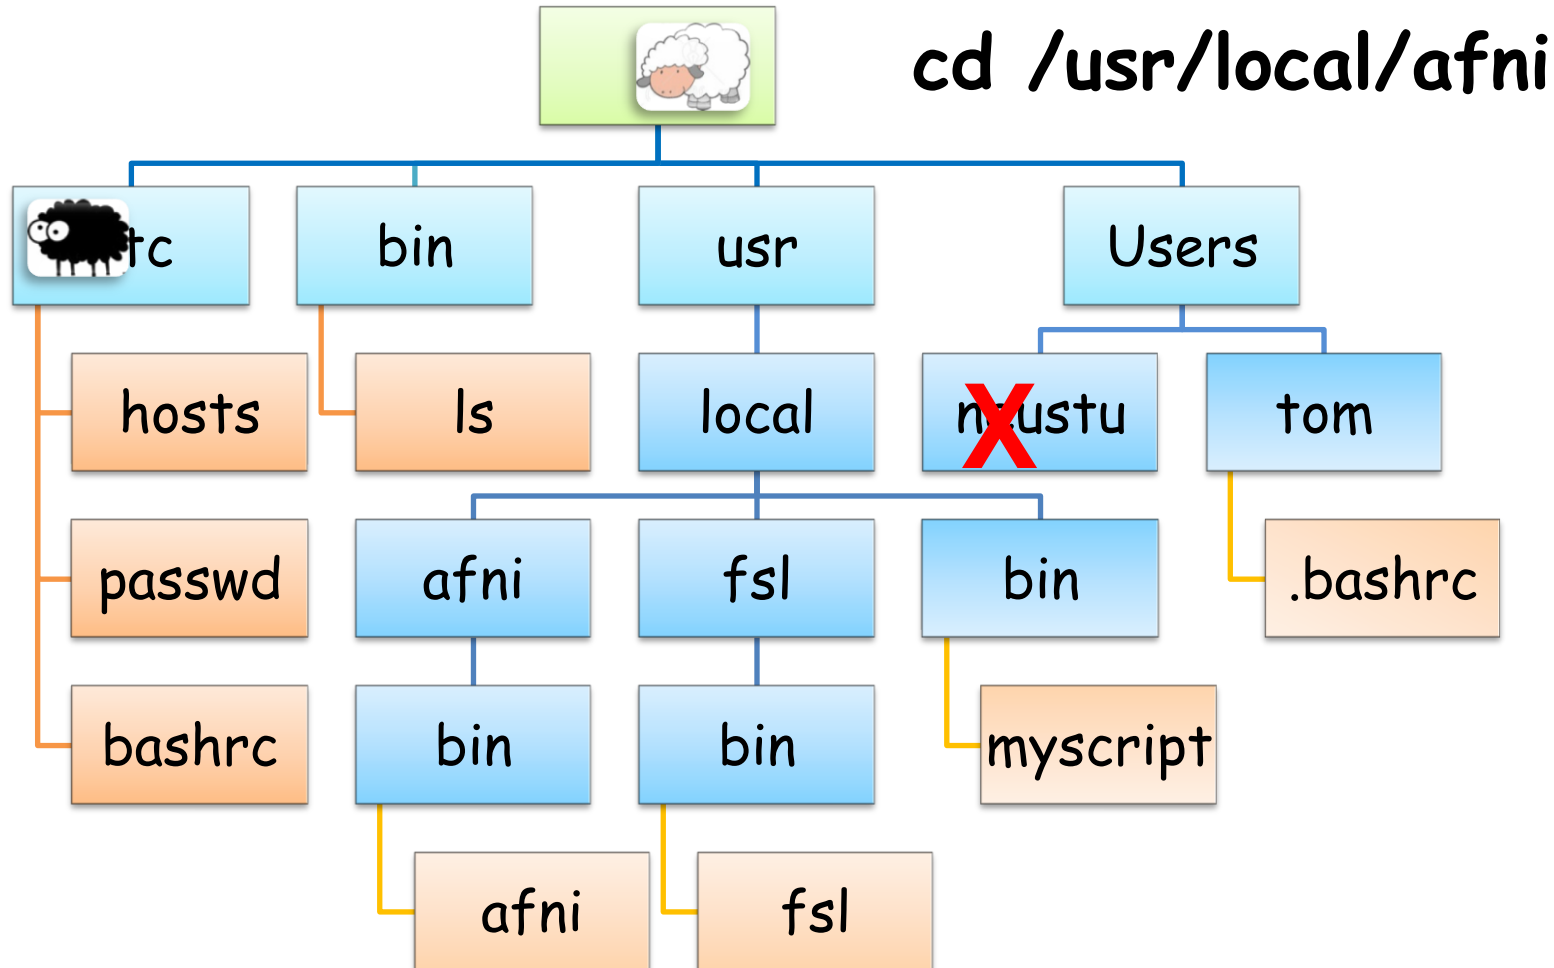 cd /usr/local/afni
tc
bin
usr
Users
hosts
ls
local
X
tom
passwd
afni
fsl
bin
.bashrc
bashrc
bin
bin
myscript
afni
fsl